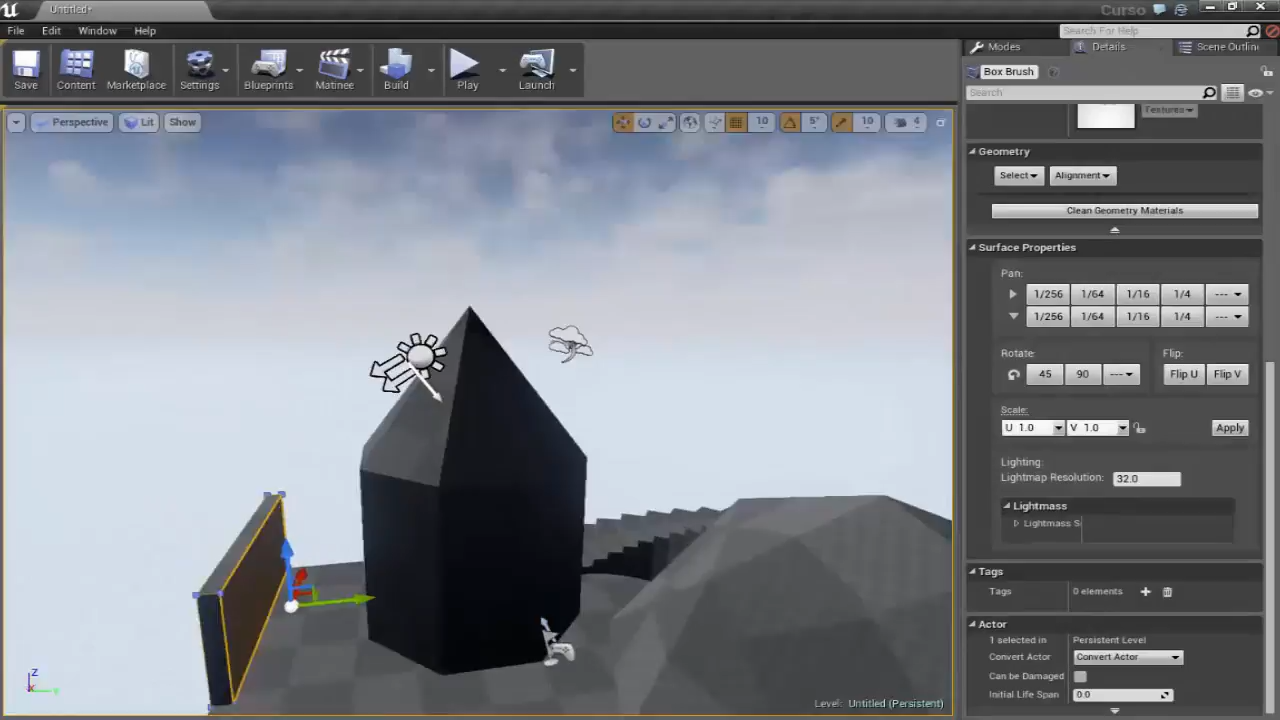 Untitled*
Curso
File Edit Window Help
Search For Help
Save Content Marketplace Settings Blueprints Matinee Build Play Launch
Modes Details Scene Outlin
Box Brush
Search
Perspective Lit Show 10 5° 10 4
Textures
Geometry
Select Alignment
Clean Geometry Materials
Surface Properties
Pan:
1/256 1/64 1/16 1/4 ---
1/256 1/64 1/16 1/4 ---
Rotate: Flip:
45 90 --- Flip U Flip V
Scale:
U 1.0 V 1.0 Apply
Lighting:
Lightmap Resolution: 32.0
Lightmass
Lightmass S
Tags
Tags 0 elements
Actor
1 selected in Persistent Level
Convert Actor Convert Actor
Can be Damaged
Initial Life Span 0.0
Z
X Y
Level: Untitled (Persistent)